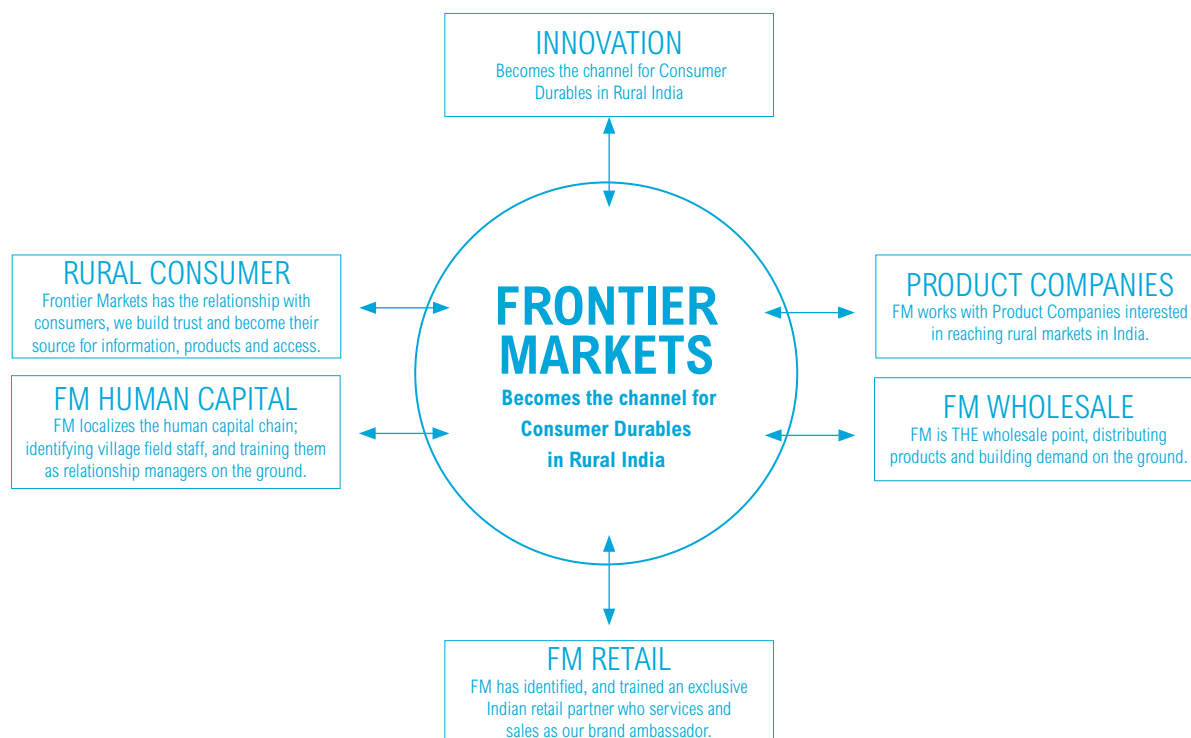 INNOVATION
Becomes the channel for Consumer
Durables in Rural India
RURAL CONSUMER
Frontier Markets has the relationship with
consumers, we build trust and become their
source for information, products and access.
FM HUMAN CAPITAL
FM localizes the human capital chain;
identifying village field staff, and training them
as relationship managers on the ground.
FRONTIER
MARKETS
Becomes the channel for
Consumer Durables
in Rural India
PRODUCT COMPANIES
FM works with Product Companies interested
in reaching rural markets in India.
FM WHOLESALE
FM is THE wholesale point, distributing
products and building demand on the ground.
FM RETAIL
FM has identified, and trained an exclusive
Indian retail partner who services and
sales as our brand ambassador.